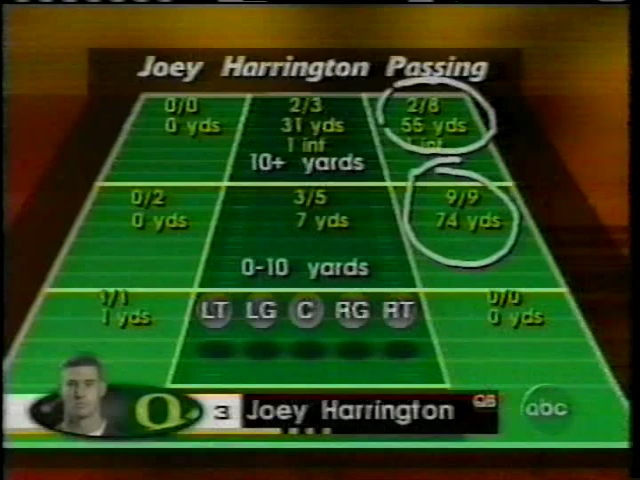 Joey Harrington Passing
0/0 2/3 2/8
0 yds 31 yds 55 yds
1 int 1 int
10+ yards
0/2 3/5 9/9
0 yds 7 yds 74 yds
0-10 yards
1/1 0/0
1 yds 0 yds
LT LG C RG RT
O 3 Joey Harrington QB abc